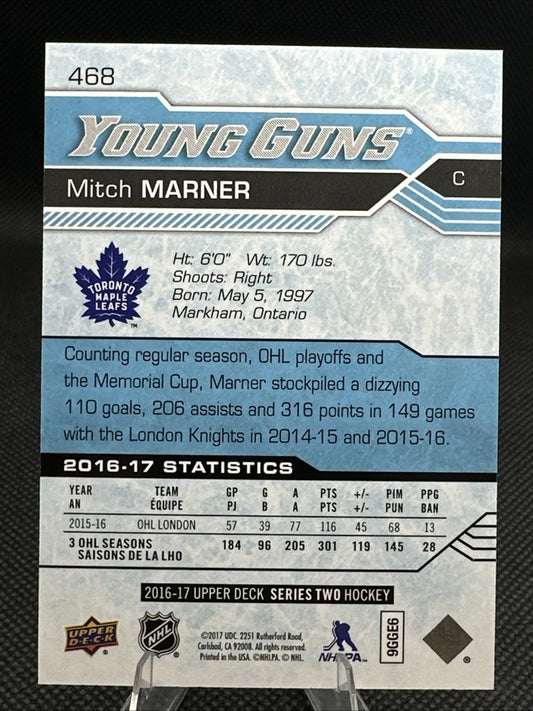 468
YOUNG GUNS®
C
Mitch MARNER
TORONTO
MAPLE
LEAFS
TM
Ht: 6'0" Wt: 170 lbs.
Shoots: Right
Born: May 5, 1997
Markham, Ontario
Counting regular season, OHL playoffs and
the Memorial Cup, Marner stockpiled a dizzying
110 goals, 206 assists and 316 points in 149 games
with the London Knights in 2014-15 and 2015-16.
2016-17 STATISTICS
YEAR TEAM GP G A PTS +/- PIM PPG
AN ÉQUIPE PJ B A PTS +/- PUN BAN
2015-16 OHL LONDON 57 39 77 116 45 68 13
3 OHL SEASONS 184 96 205 301 119 145 28
SAISONS DE LA LHO
2016-17 UPPER DECK SERIES TWO HOCKEY
UPPER
DECK
®
NHL
©2017 UDC. 2251 Rutherford Road,
Carlsbad, CA 92008. All rights reserved.
Printed in the USA. ©NHLPA. © NHL.
NHLPA
9GGE6
®